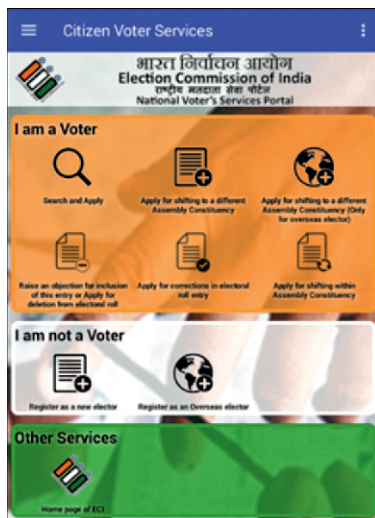 Citizen Voter Services
भारत निर्वाचन आयोग
Election Commission of India
राष्ट्रीय मतदाता सेवा पोर्टल
National Voter's Services Portal
I am a Voter
Search and Apply
Apply for shifting to a different
Assembly Constituency
Apply for shifting to a different
Assembly Constituency (Only
for overseas elector)
Raise an objection for inclusion
of this entry or Apply for
deletion from electoral roll
Apply for corrections in electoral
roll entry
Apply for shifting within
Assembly Constituency
I am not a Voter
Register as a new elector
Register as an Overseas elector
Other Services
Home page of ECI